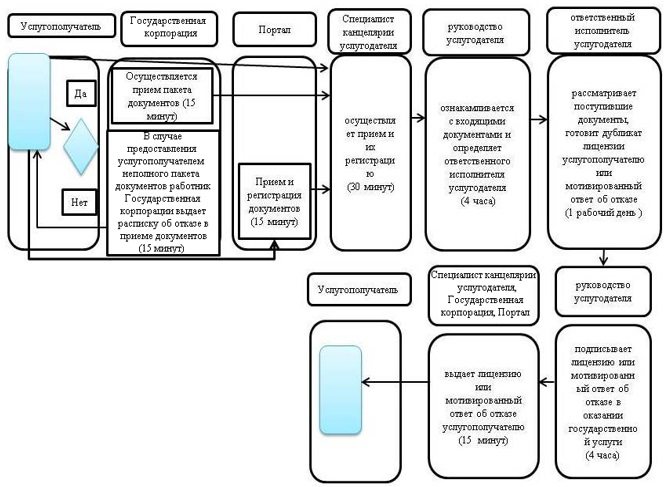 Услугополучатель
Государственная
корпорация
Портал
Специалист
канцелярии
услугодателя
руководство
услугодателя
ответственный
исполнитель
услугодателя
Да
Нет
Осуществляется
прием пакета
документов (15
минут)
В случае
предоставления
услугополучателем
неполного пакета
документов работник
Государственная
корпорации выдает
расписку об отказе в
приеме документов
(15 минут)
Прием и
регистрация
документов
(15 минут)
осуществля
ет прием и
их
регистраци
ю
(30 минут)
ознакамливается
с входящими
документами и
определяет
ответственного
исполнителя
услугодателя
(4 часа)
рассматривает
поступившие
документы,
готовит дубликат
лицензии
услугополучателю
или
мотивированный
ответ об отказе
(1 рабочий день )
Услугополучатель
Специалист канцелярии
услугодателя,
Государственная
корпорация, Портал
руководство
услугодателя
выдает лицензию
или
мотивированный
ответ об отказе
услугополучателю
(15 минут)
подписывает
лицензию или
мотивированн
ый ответ об
отказе в
оказании
государственно
й услуги
(4 часа)